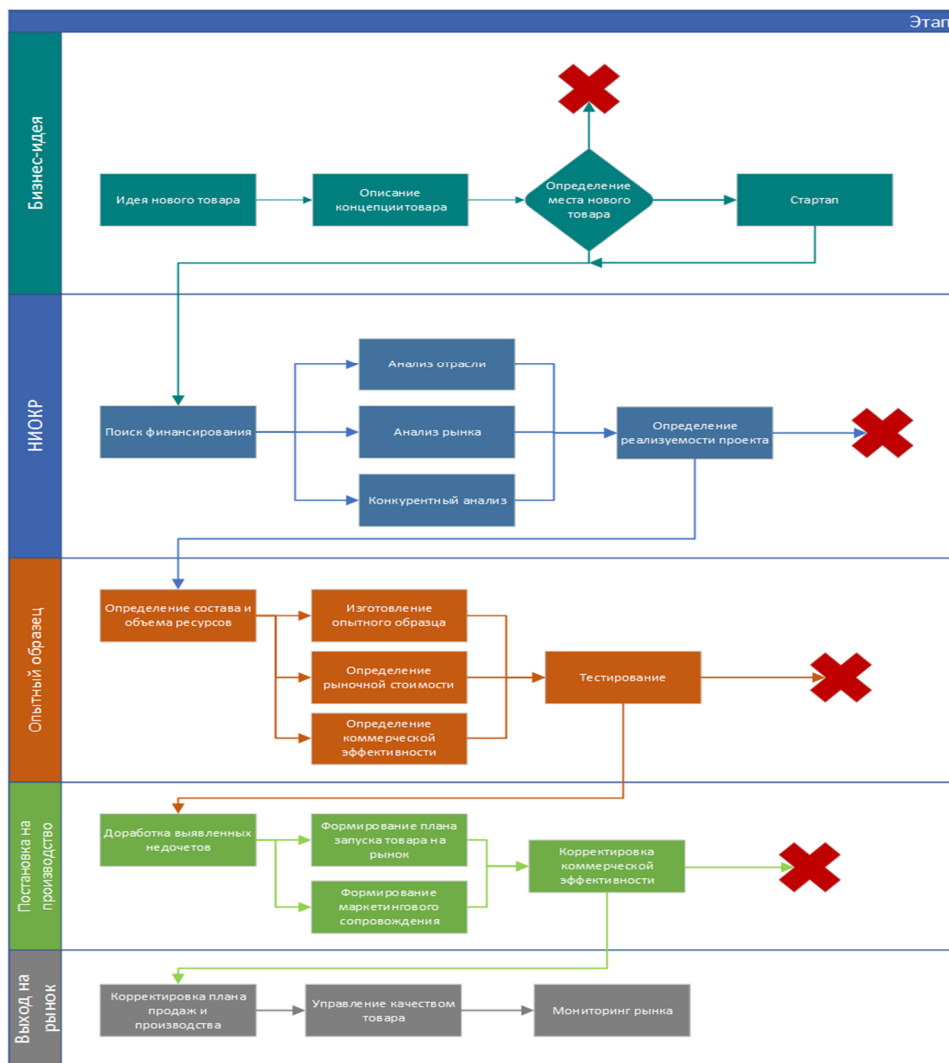 Этап
Бизнес-идея
Идея нового товара
Описание
концепциитовара
Определение
места нового
товара
Стартап
НИОКР
Поиск финансирования
Анализ отрасли
Анализ рынка
Конкурентный анализ
Определение
реализуемости проекта
Опытный образец
Определение состава и
объема ресурсов
Изготовление
опытного образца
Определение
рыночной стоимости
Определение
коммерческой
эффективности
Тестирование
Постановка на
производство
Доработка выявленных
недочетов
Формирование плана
запуска товара на
рынок
Формирование
маркетингового
сопровождения
Корректировка
коммерческой
эффективности
Выход на
рынок
Корректировка плана
продаж и
производства
Управление качеством
товара
Мониторинг рынка